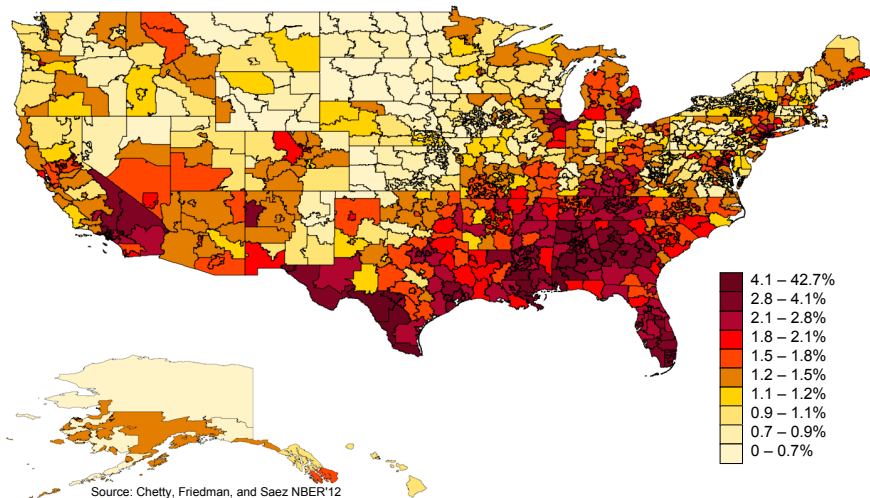 4.1 – 42.7%
2.8 – 4.1%
2.1 – 2.8%
1.8 – 2.1%
1.5 – 1.8%
1.2 – 1.5%
1.1 – 1.2%
0.9 – 1.1%
0.7 – 0.9%
0 – 0.7%
Source: Chetty, Friedman, and Saez NBER'12